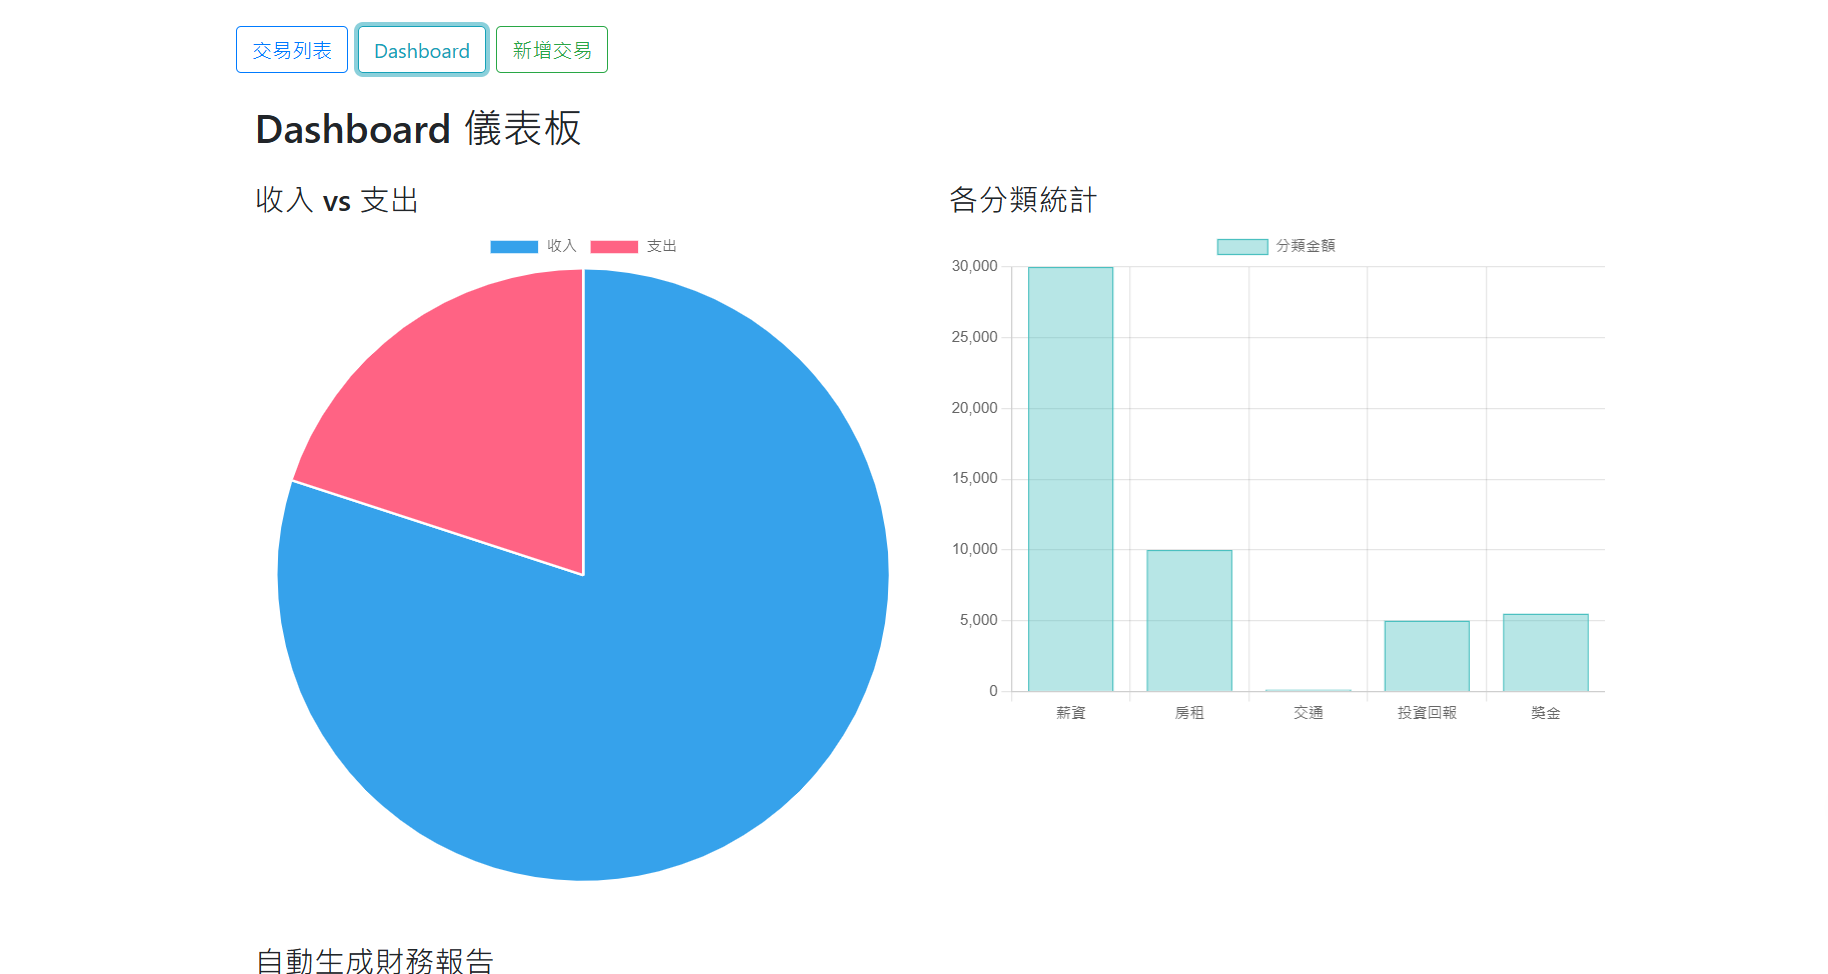 交易列表 Dashboard 新增交易
Dashboard 儀表板
收入 vs 支出
收入 支出
各分類統計
分類金額
30,000
25,000
20,000
15,000
10,000
5,000
0
薪資 房租 交通 投資回報 獎金
自動生成財務報告